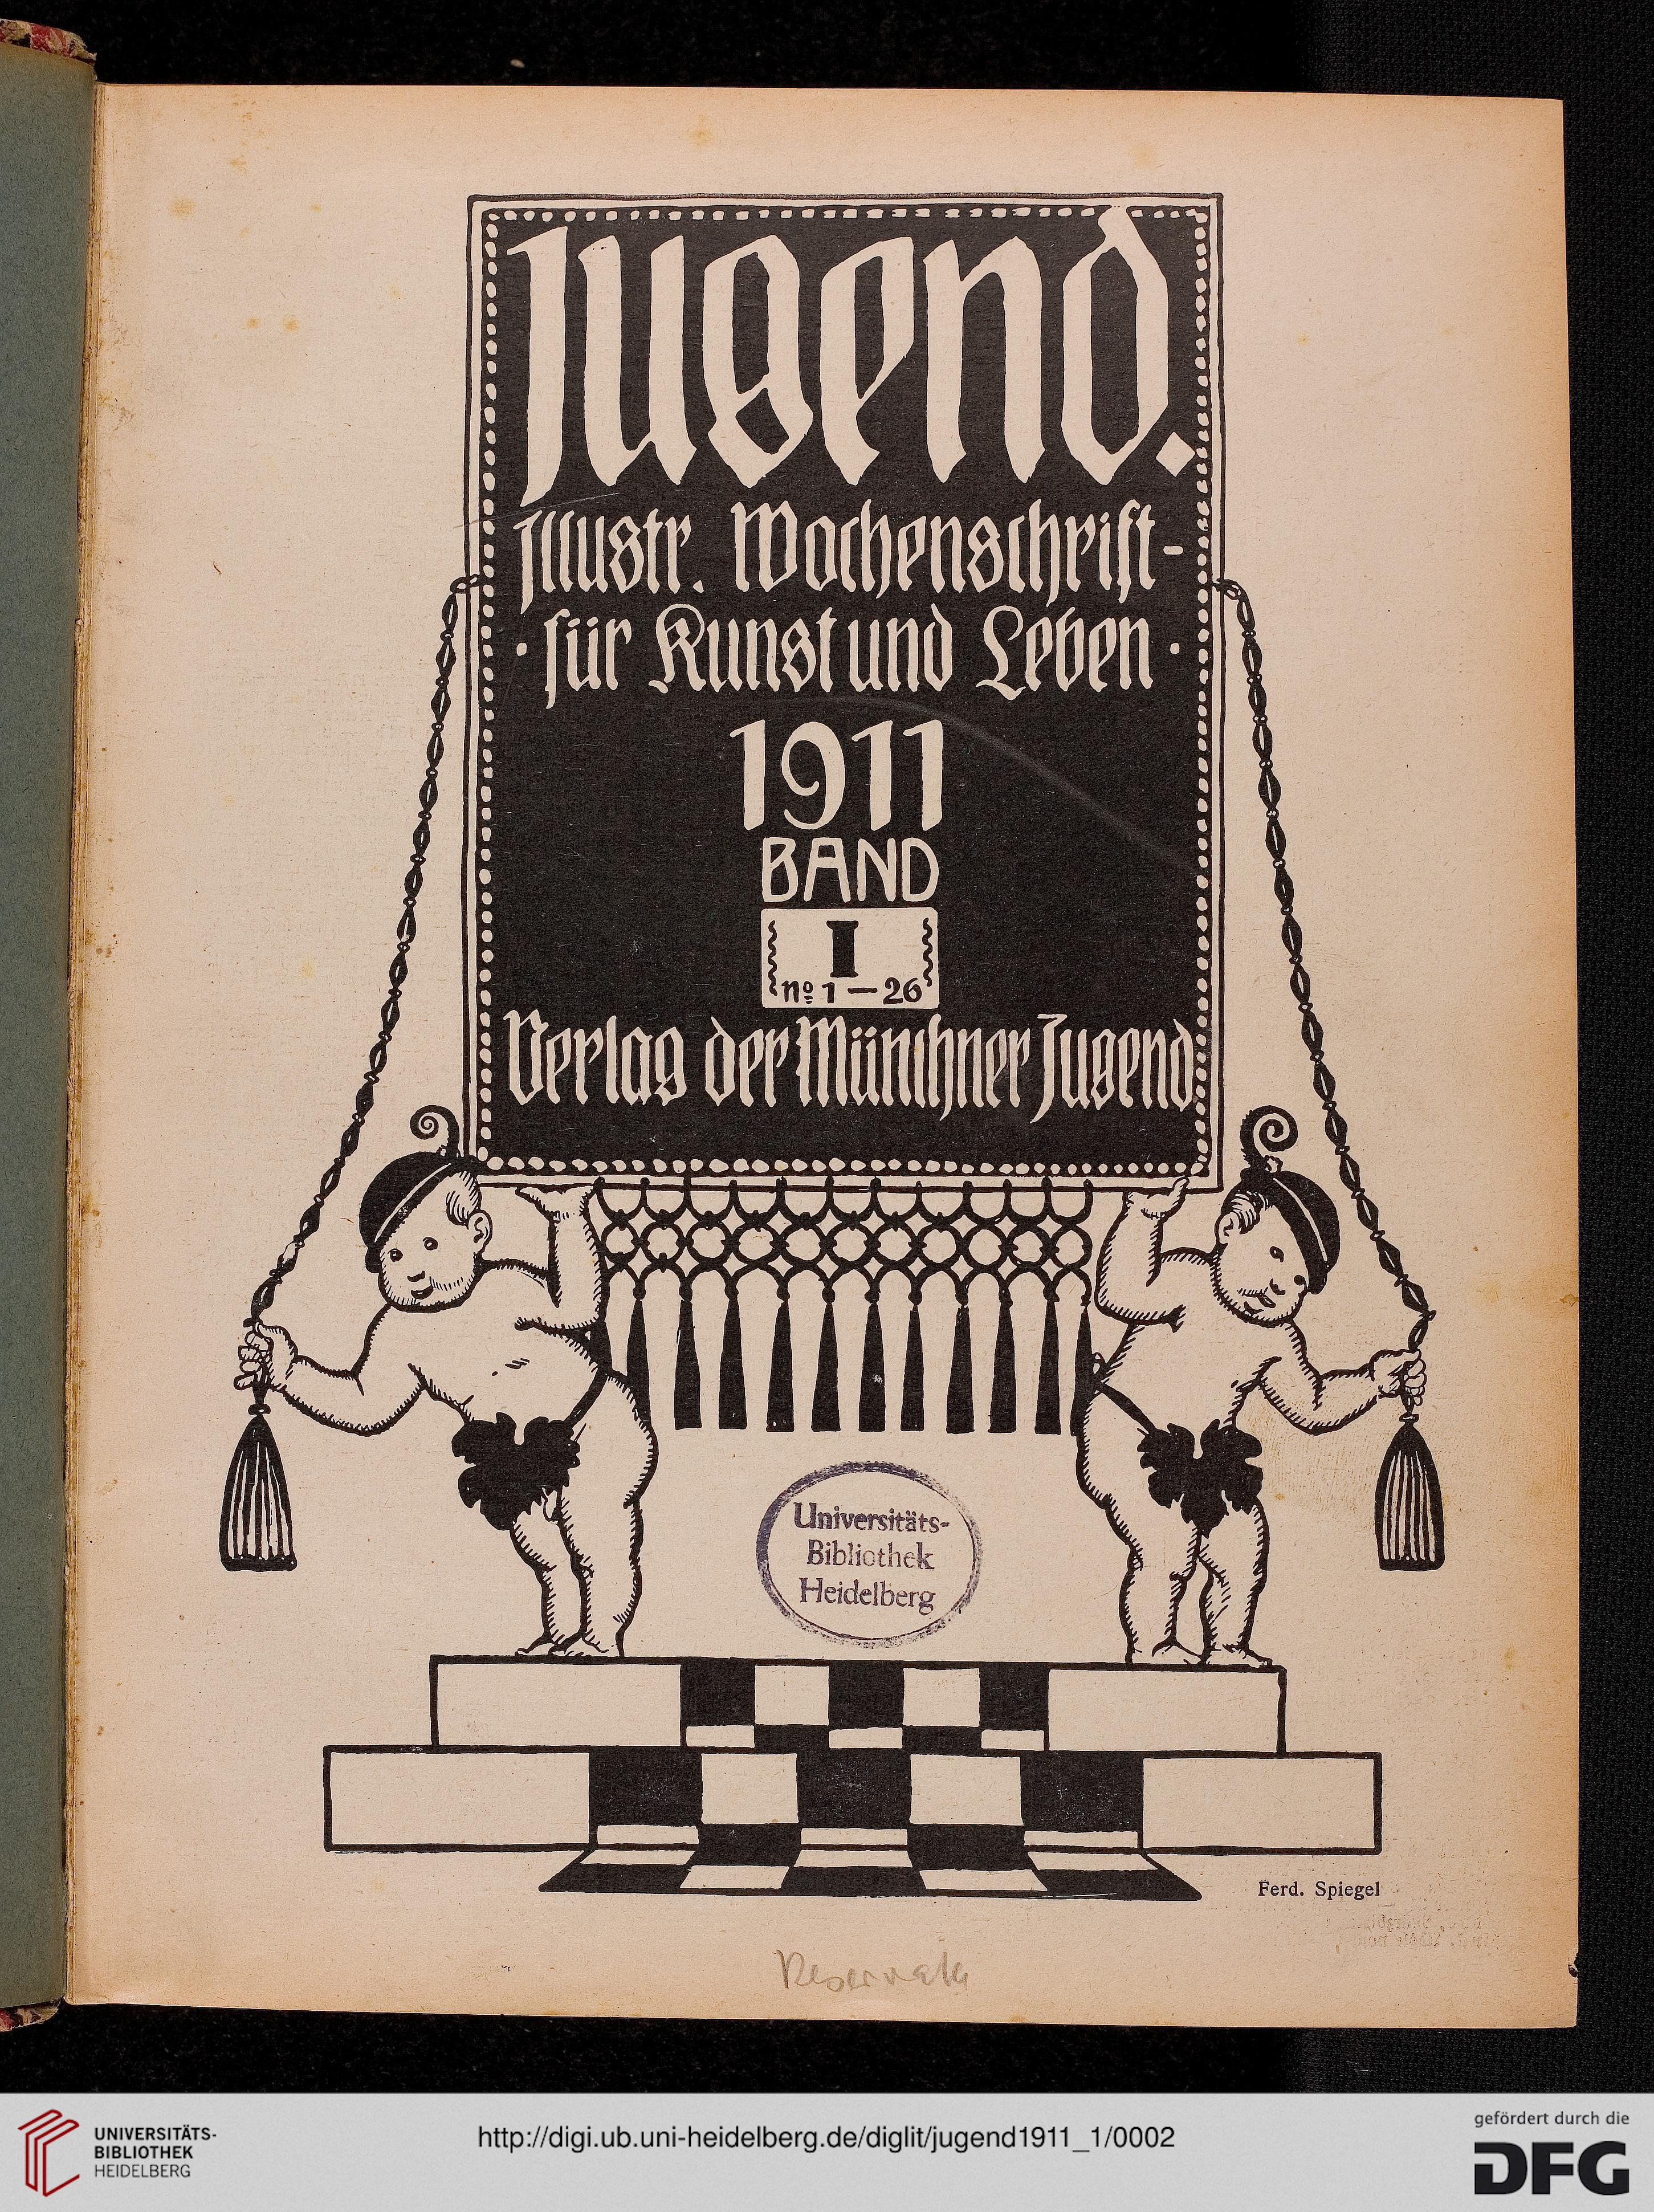 Jugend.
Illustr. Wochenschrift-
· für Kunst und Leben ·
1911
BAND
I
nº 1 — 26
Verlag der Münchner Jugend
Universitäts-
Bibliothek
Heidelberg
Ferd. Spiegel
Reservata
UNIVERSITÄTS-
BIBLIOTHEK
HEIDELBERG
http://digi.ub.uni-heidelberg.de/diglit/jugend1911_1/0002
gefördert durch die
DFG